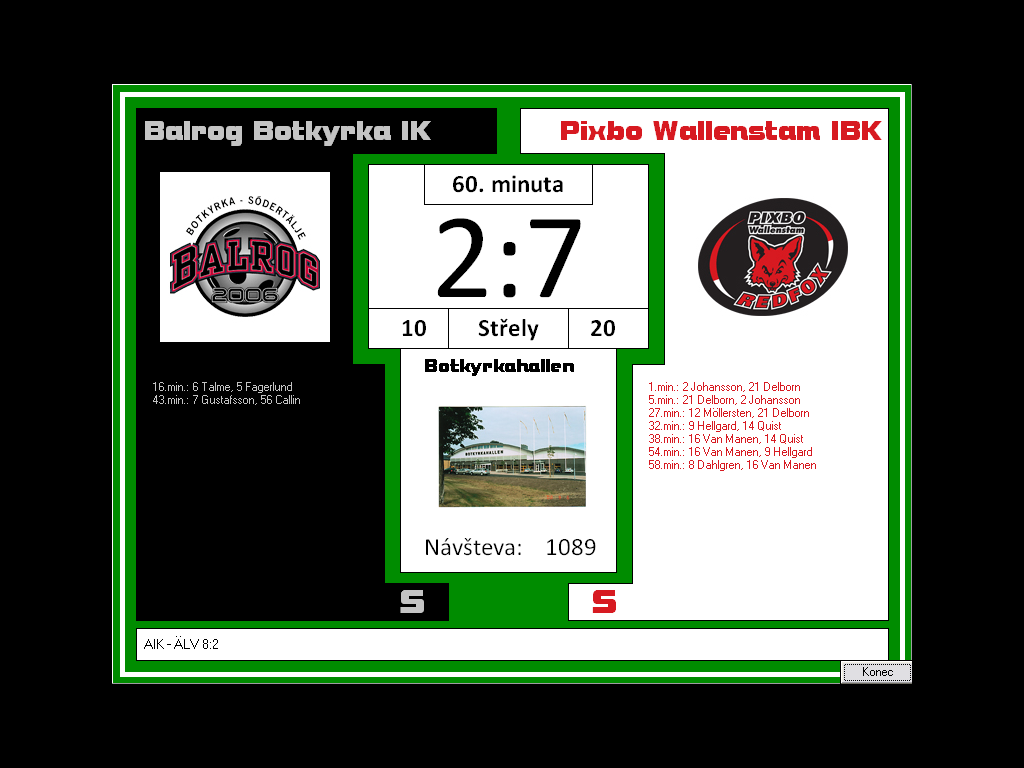 Balrog Botkyrka IK
Pixbo Wallenstam IBK
60. minuta
2:7
10 Střely 20
BOTKYRKA - SÖDERTÄLJE
BALROG
2006
PIXBO
Wallenstam
REDFOX
Botkyrkahallen
16.min.: 6 Talme, 5 Fagerlund
43.min.: 7 Gustafsson, 56 Callin
1.min.: 2 Johansson, 21 Delborn
5.min.: 21 Delborn, 2 Johansson
27.min.: 12 Möllersten, 21 Delborn
32.min.: 9 Hellgard, 14 Quist
38.min.: 16 Van Manen, 14 Quist
54.min.: 16 Van Manen, 9 Hellgard
58.min.: 8 Dahlgren, 16 Van Manen
BOTKYRKAHALLEN
Návšteva: 1089
S
S
AIK - ÄLV 8:2
Konec